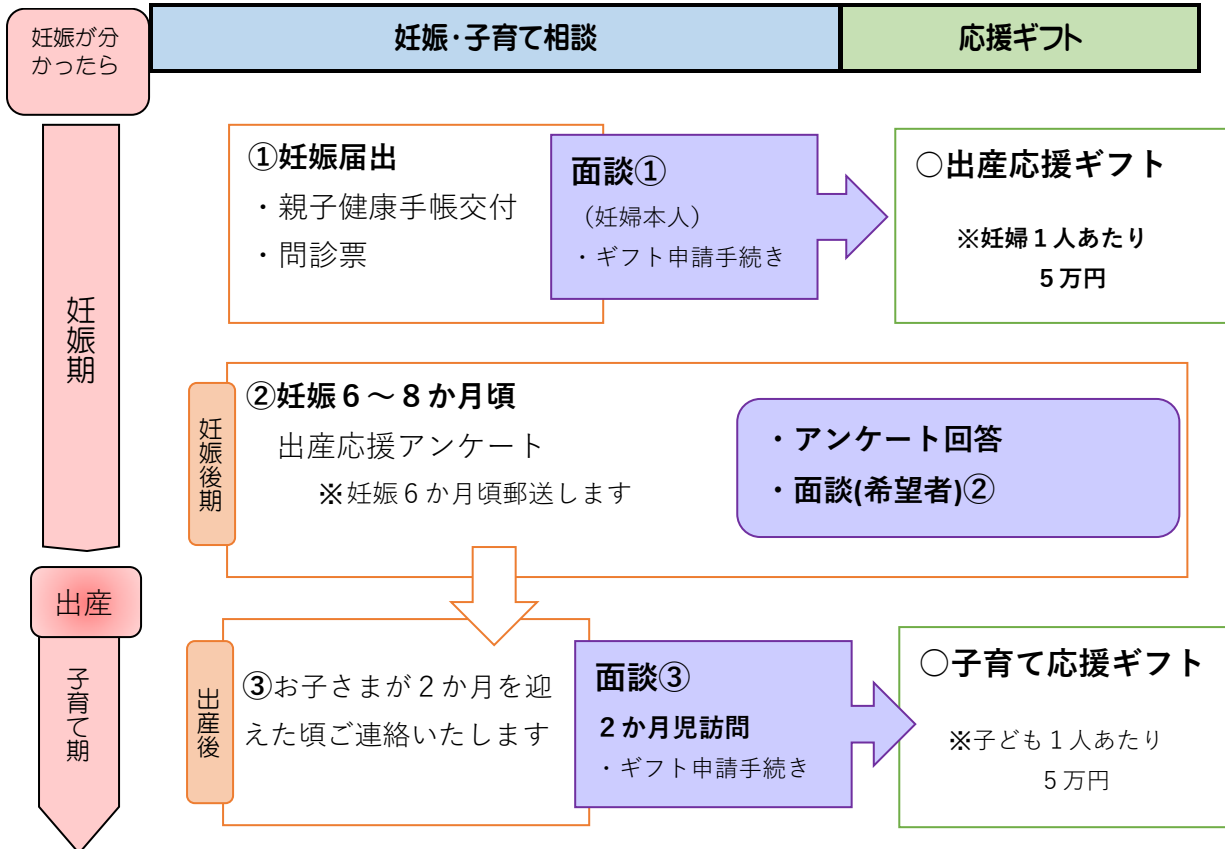 妊娠が分
かったら
妊娠・子育て相談
応援ギフト
妊娠期
①妊娠届出
・親子健康手帳交付
・問診票
面談①
（妊婦本人）
・ギフト申請手続き
○出産応援ギフト
※妊婦１人あたり
５万円
妊娠後期
②妊娠６～８か月頃
出産応援アンケート
※妊娠６か月頃郵送します
・アンケート回答
・面談(希望者)②
出産
子育て期
出産後
③お子さまが２か月を迎
えた頃ご連絡いたします
面談③
２か月児訪問
・ギフト申請手続き
○子育て応援ギフト
※子ども１人あたり
５万円